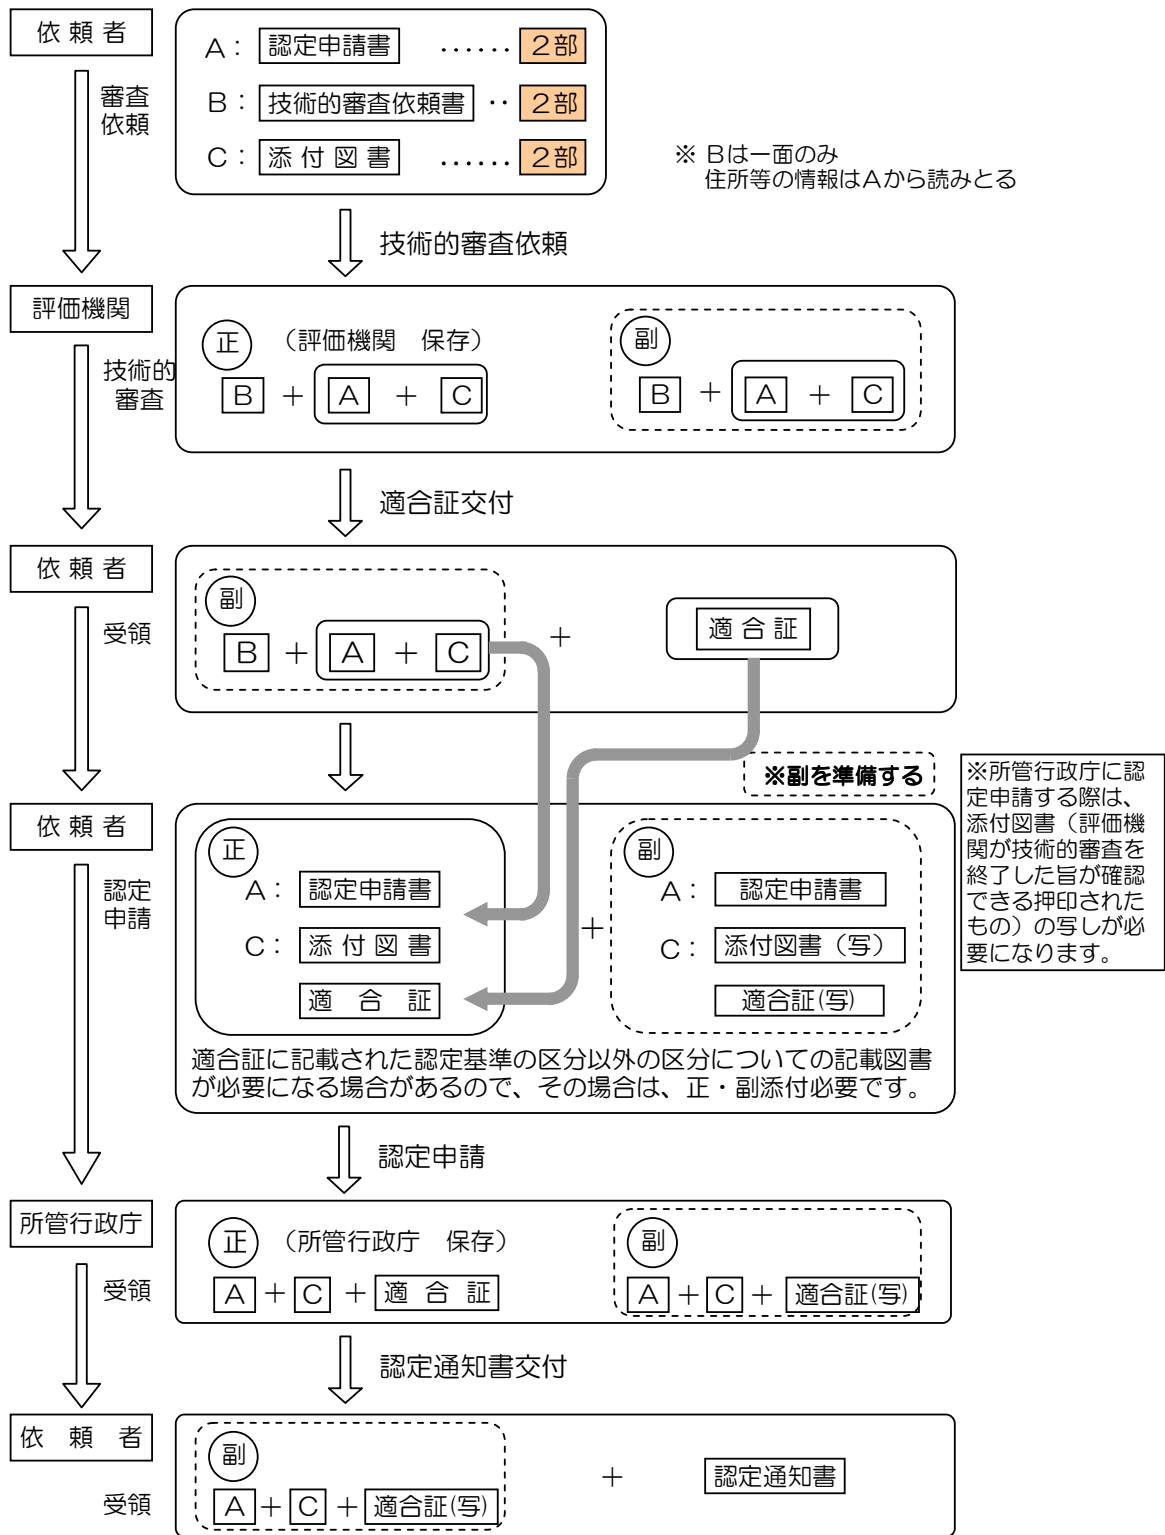 依頼者
A： 認定申請書 …… ２部
審査
依頼
B： 技術的審査依頼書 ‥ ２部
C： 添付図書 …… ２部
※ Bは一面のみ
住所等の情報はAから読みとる
技術的審査依頼
評価機関
正 （評価機関　保存）
副
技術的
審査
B ＋ A ＋ C
B ＋ A ＋ C
適合証交付
依頼者
副
受領
B ＋ A ＋ C
＋
適合証
※副を準備する
※所管行政庁に認
定申請する際は、
添付図書（評価機
関が技術的審査を
終了した旨が確認
できる押印された
もの）の写しが必
要になります。
依頼者
認定
申請
正
A： 認定申請書
C： 添付図書
適合証
＋
副
A： 認定申請書
C： 添付図書（写）
適合証(写)
適合証に記載された認定基準の区分以外の区分についての記載図書
が必要になる場合があるので、その場合は、正・副添付必要です。
認定申請
所管行政庁
正 （所管行政庁　保存）
副
受領
A ＋ C ＋ 適合証
A ＋ C ＋ 適合証(写)
認定通知書交付
依頼者
副
受領
A ＋ C ＋ 適合証(写)
＋
認定通知書